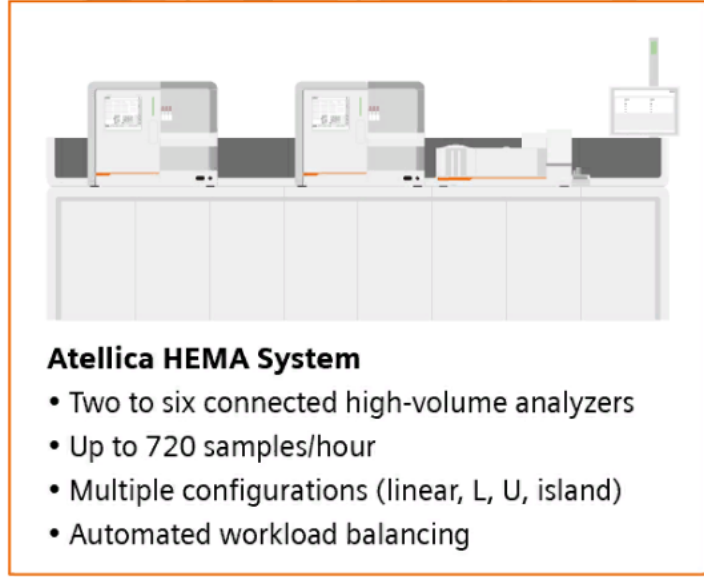 Atellica HEMA System
• Two to six connected high-volume analyzers
• Up to 720 samples/hour
• Multiple configurations (linear, L, U, island)
• Automated workload balancing